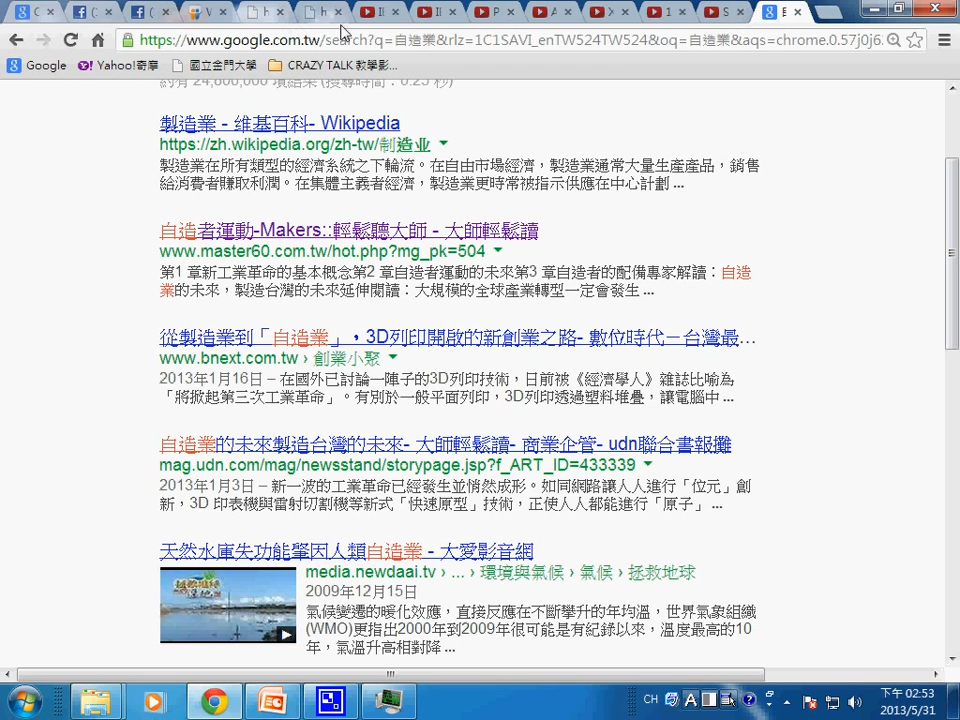 https://www.google.com.tw/search?q=自造業&rlz=1C1SAVI_enTW524TW524&oq=自造業&aqs=chrome.0.57j0j6.
Google
Yahoo!奇摩
國立金門大學
CRAZY TALK 教學影...
約有 24,800,000 項結果 (搜尋時間：0.25 秒)
製造業 - 维基百科- Wikipedia
https://zh.wikipedia.org/zh-tw/制造业
製造業在所有類型的經濟系統之下輪流。在自由市場經濟，製造業通常大量生產產品，銷售
給消費者賺取利潤。在集體主義者經濟，製造業更時常被指示供應在中心計劃 ...
自造者運動-Makers::輕鬆聽大師 - 大師輕鬆讀
www.master60.com.tw/hot.php?mg_pk=504
第1 章新工業革命的基本概念第2 章自造者運動的未來第3 章自造者的配備專家解讀：自造
業的未來，製造台灣的未來延伸閱讀：大規模的全球產業轉型一定會發生 ...
從製造業到「自造業」，3D列印開啟的新創業之路- 數位時代－台灣最...
www.bnext.com.tw › 創業小聚
2013年1月16日 – 在國外已討論一陣子的3D列印技術，日前被《經濟學人》雜誌比喻為
「將掀起第三次工業革命」。有別於一般平面列印，3D列印透過塑料堆疊，讓電腦中 ...
自造業的未來製造台灣的未來- 大師輕鬆讀- 商業企管- udn聯合書報攤
mag.udn.com/mag/newsstand/storypage.jsp?f_ART_ID=433339
2013年1月3日 – 新一波的工業革命已經發生並悄然成形。如同網路讓人人進行「位元」創
新，3D 印表機與雷射切割機等新式「快速原型」技術，正使人人都能進行「原子」 ...
天然水庫失功能肇因人類自造業 - 大愛影音網
media.newdaai.tv › ... › 環境與氣候 › 氣候 › 拯救地球
2009年12月15日
氣候變遷的暖化效應，直接反應在不斷攀升的年均溫，世界氣象組織
(WMO)更指出2000年到2009年很可能是有紀錄以來，溫度最高的10
年，氣溫升高相對降 ...
CH
下午 02:53
2013/5/31